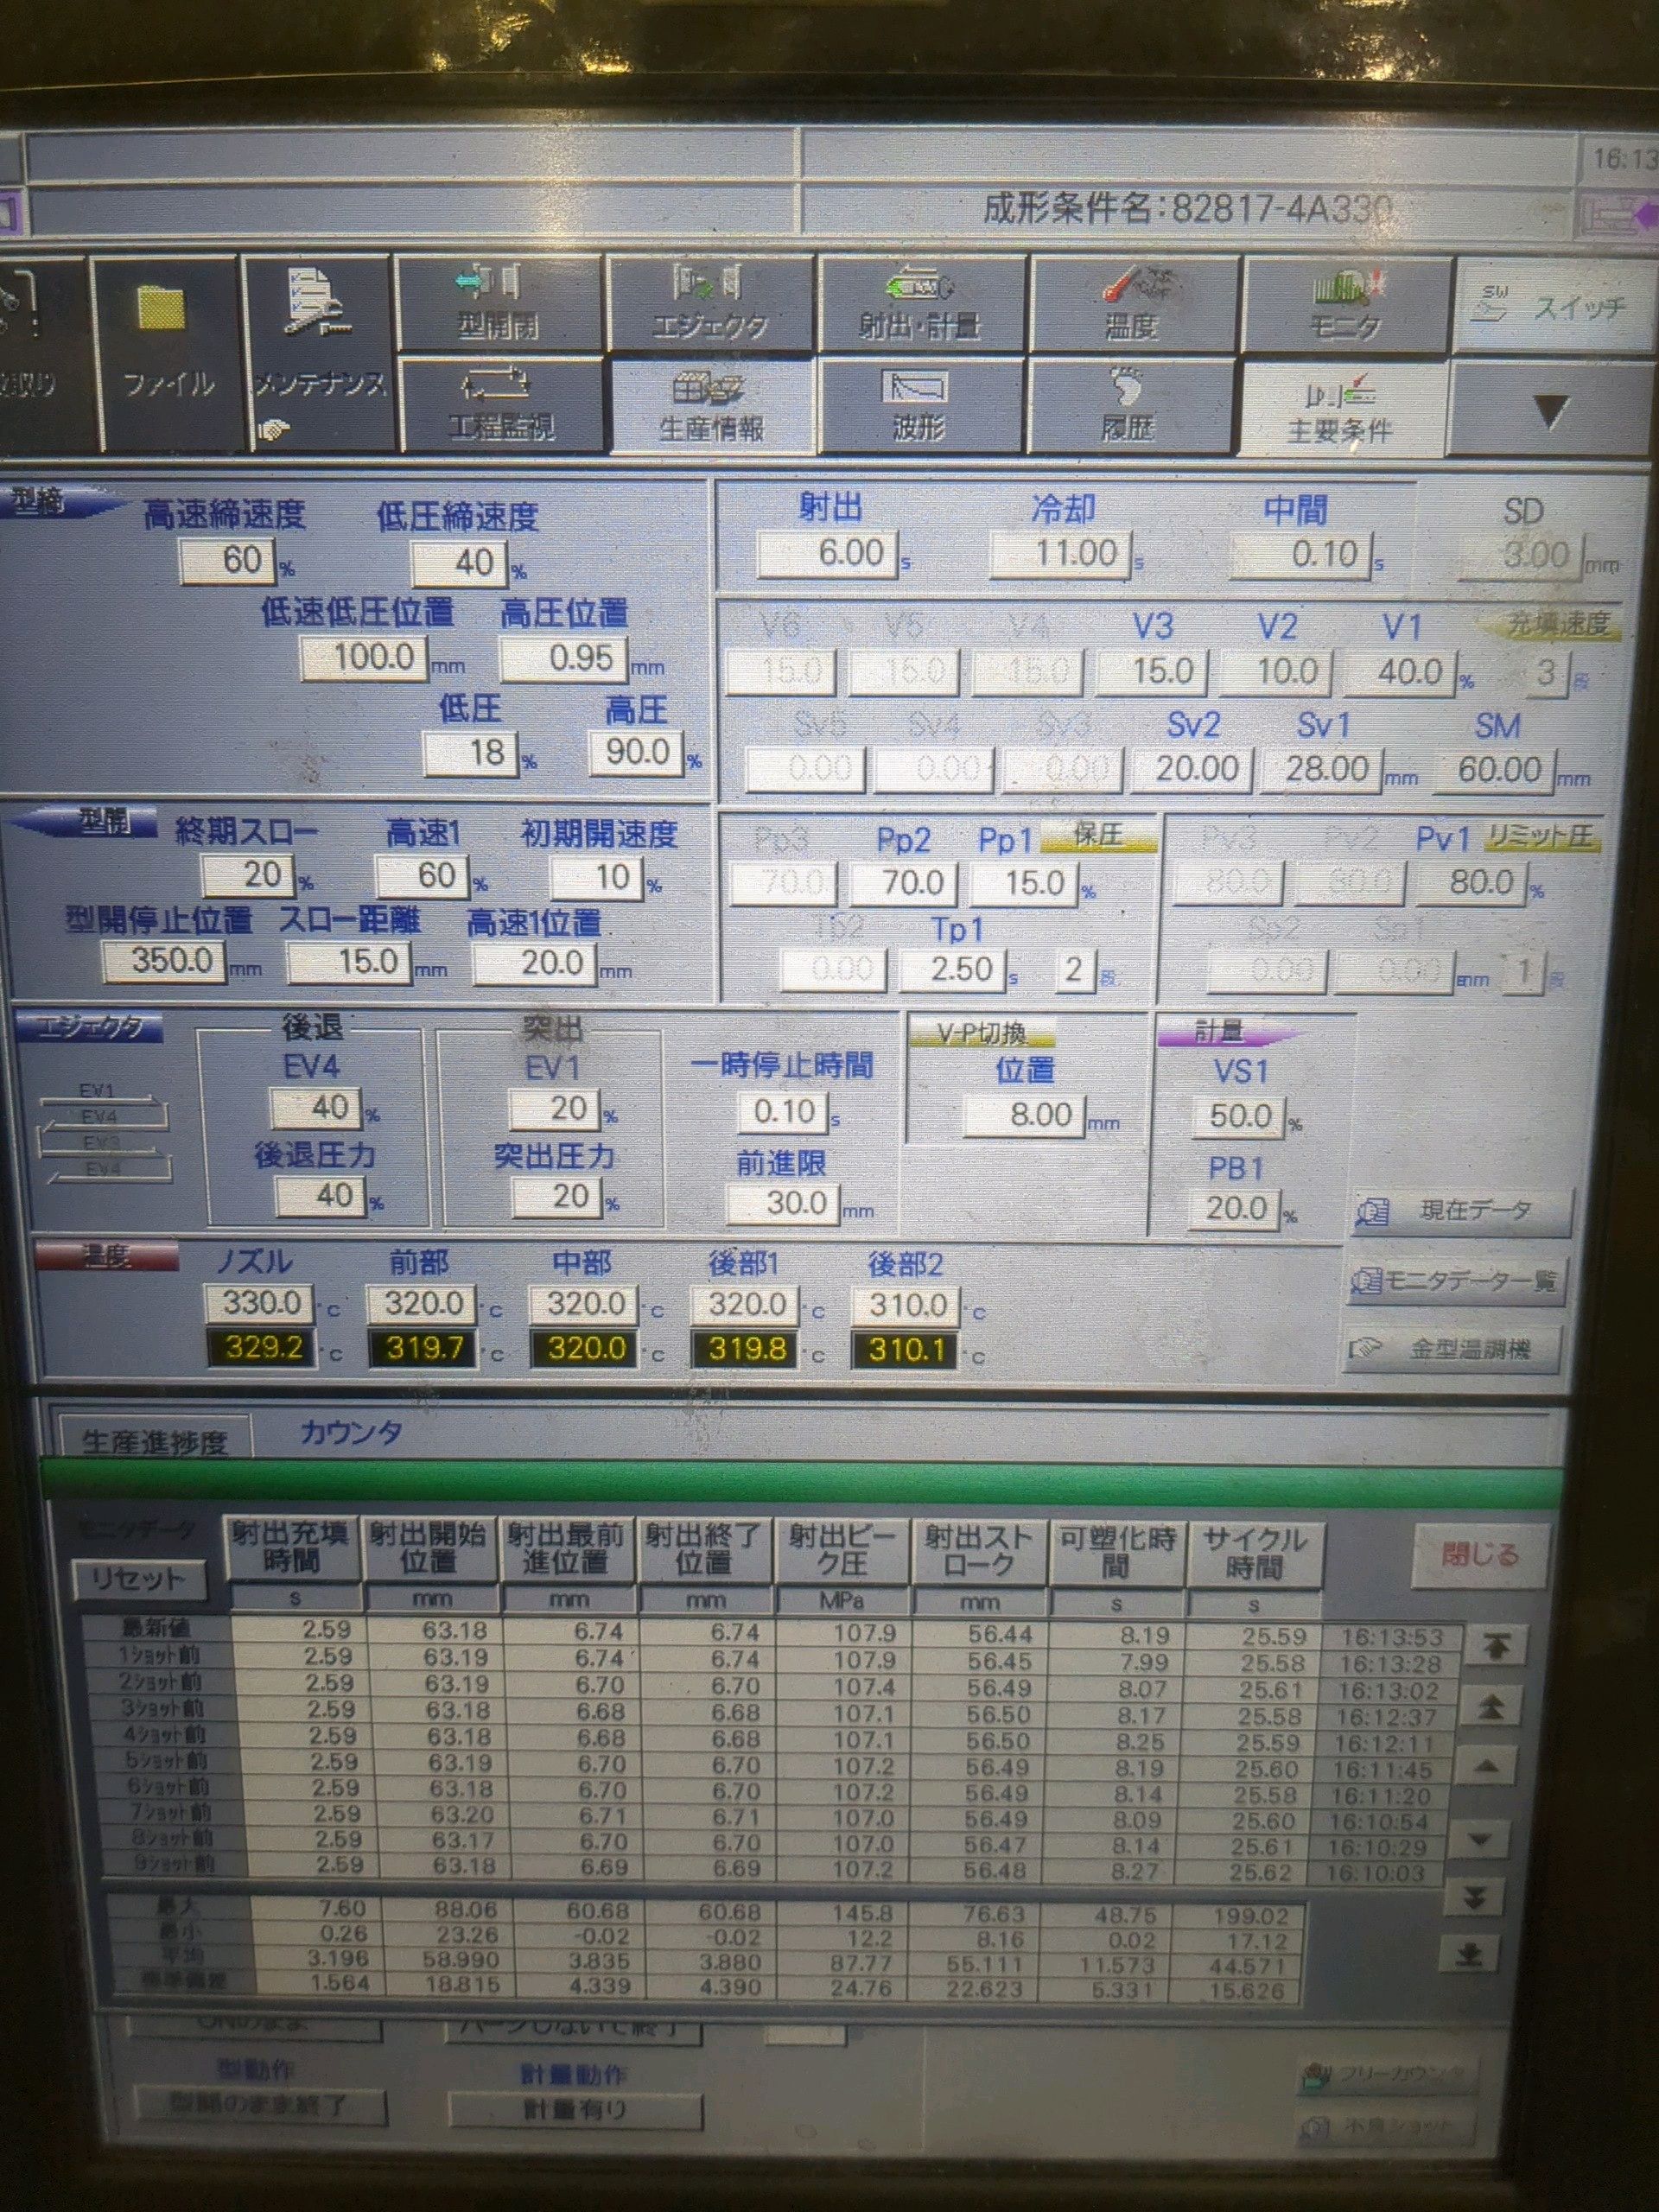 16:13
成形条件名:82817-4A330
型開閉 エジェクタ 射出・計量 温度 モニタ SW スイッチ
ファイル メンテナンス
工程監視 生産情報 波形 履歴 主要条件 ▼
型締 高速締速度 低圧締速度
60 % 40 %
低速低圧位置 高圧位置
100.0 mm 0.95 mm
低圧 高圧
18 % 90.0 %
射出 冷却 中間 SD
6.00 s 11.00 s 0.10 s 3.00 mm
V6 V5 V4 V3 V2 V1 充填速度
15.0 15.0 15.0 15.0 10.0 40.0 % 3 段
Sv5 Sv4 Sv3 Sv2 Sv1 SM
0.00 0.00 0.00 20.00 28.00 mm 60.00 mm
型開 終期スロー 高速1 初期開速度
20 % 60 % 10 %
型開停止位置 スロー距離 高速1位置
350.0 mm 15.0 mm 20.0 mm
Pp3 Pp2 Pp1 保圧
70.0 70.0 15.0 %
Tp2 Tp1
0.00 2.50 s 2 段
Pv3 Pv2 Pv1 リミット圧
80.0 80.0 80.0 %
Sp2 Sp1
0.00 0.00 mm 1 段
エジェクタ 後退 突出
EV1
EV4
EV3
EV4
EV4 EV1 一時停止時間
40 % 20 % 0.10 s
後退圧力 突出圧力 前進限
40 % 20 % 30.0 mm
V-P切換
位置
8.00 mm
計量
VS1
50.0 %
PB1
20.0 %
現在データ
モニタデーター覧
金型温調機
温度 ノズル 前部 中部 後部1 後部2
330.0 °C 320.0 °C 320.0 °C 320.0 °C 310.0 °C
329.2 °C 319.7 °C 320.0 °C 319.8 °C 310.1 °C
生産進捗度 カウンタ
モニタデータ 射出充填時間 射出開始位置 射出最前進位置 射出終了位置 射出ピーク圧 射出ストローク 可塑化時間 サイクル時間 閉じる
リセット s mm mm mm MPa mm s s
最新値 2.59 63.18 6.74 6.74 107.9 56.44 8.19 25.59 16:13:53
1ショット前 2.59 63.19 6.74 6.74 107.9 56.45 7.99 25.58 16:13:28
2ショット前 2.59 63.19 6.70 6.70 107.4 56.49 8.07 25.61 16:13:02
3ショット前 2.59 63.18 6.68 6.68 107.1 56.50 8.17 25.58 16:12:37
4ショット前 2.59 63.18 6.68 6.68 107.1 56.50 8.25 25.59 16:12:11
5ショット前 2.59 63.19 6.70 6.70 107.2 56.49 8.19 25.60 16:11:45
6ショット前 2.59 63.18 6.70 6.70 107.2 56.49 8.14 25.58 16:11:20
7ショット前 2.59 63.20 6.71 6.71 107.0 56.49 8.09 25.60 16:10:54
8ショット前 2.59 63.17 6.70 6.70 107.0 56.47 8.14 25.61 16:10:29
9ショット前 2.59 63.18 6.69 6.69 107.2 56.48 8.27 25.62 16:10:03
最大 7.60 88.06 60.68 60.68 145.8 76.63 48.75 199.02
最小 0.26 23.26 -0.02 -0.02 12.2 8.16 0.02 17.12
平均 3.196 58.990 3.835 3.880 87.77 55.111 11.573 44.571
標準偏差 1.564 18.815 4.339 4.390 24.76 22.623 5.331 15.626
ONのまま パージしないで終了
型動作 計量動作
型開のまま終了 計量有り
フリーカウンタ
不良ショット